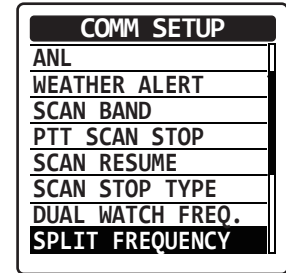 COMM SETUP
ANL
WEATHER ALERT
SCAN BAND
PTT SCAN STOP
SCAN RESUME
SCAN STOP TYPE
DUAL WATCH FREQ.
SPLIT FREQUENCY